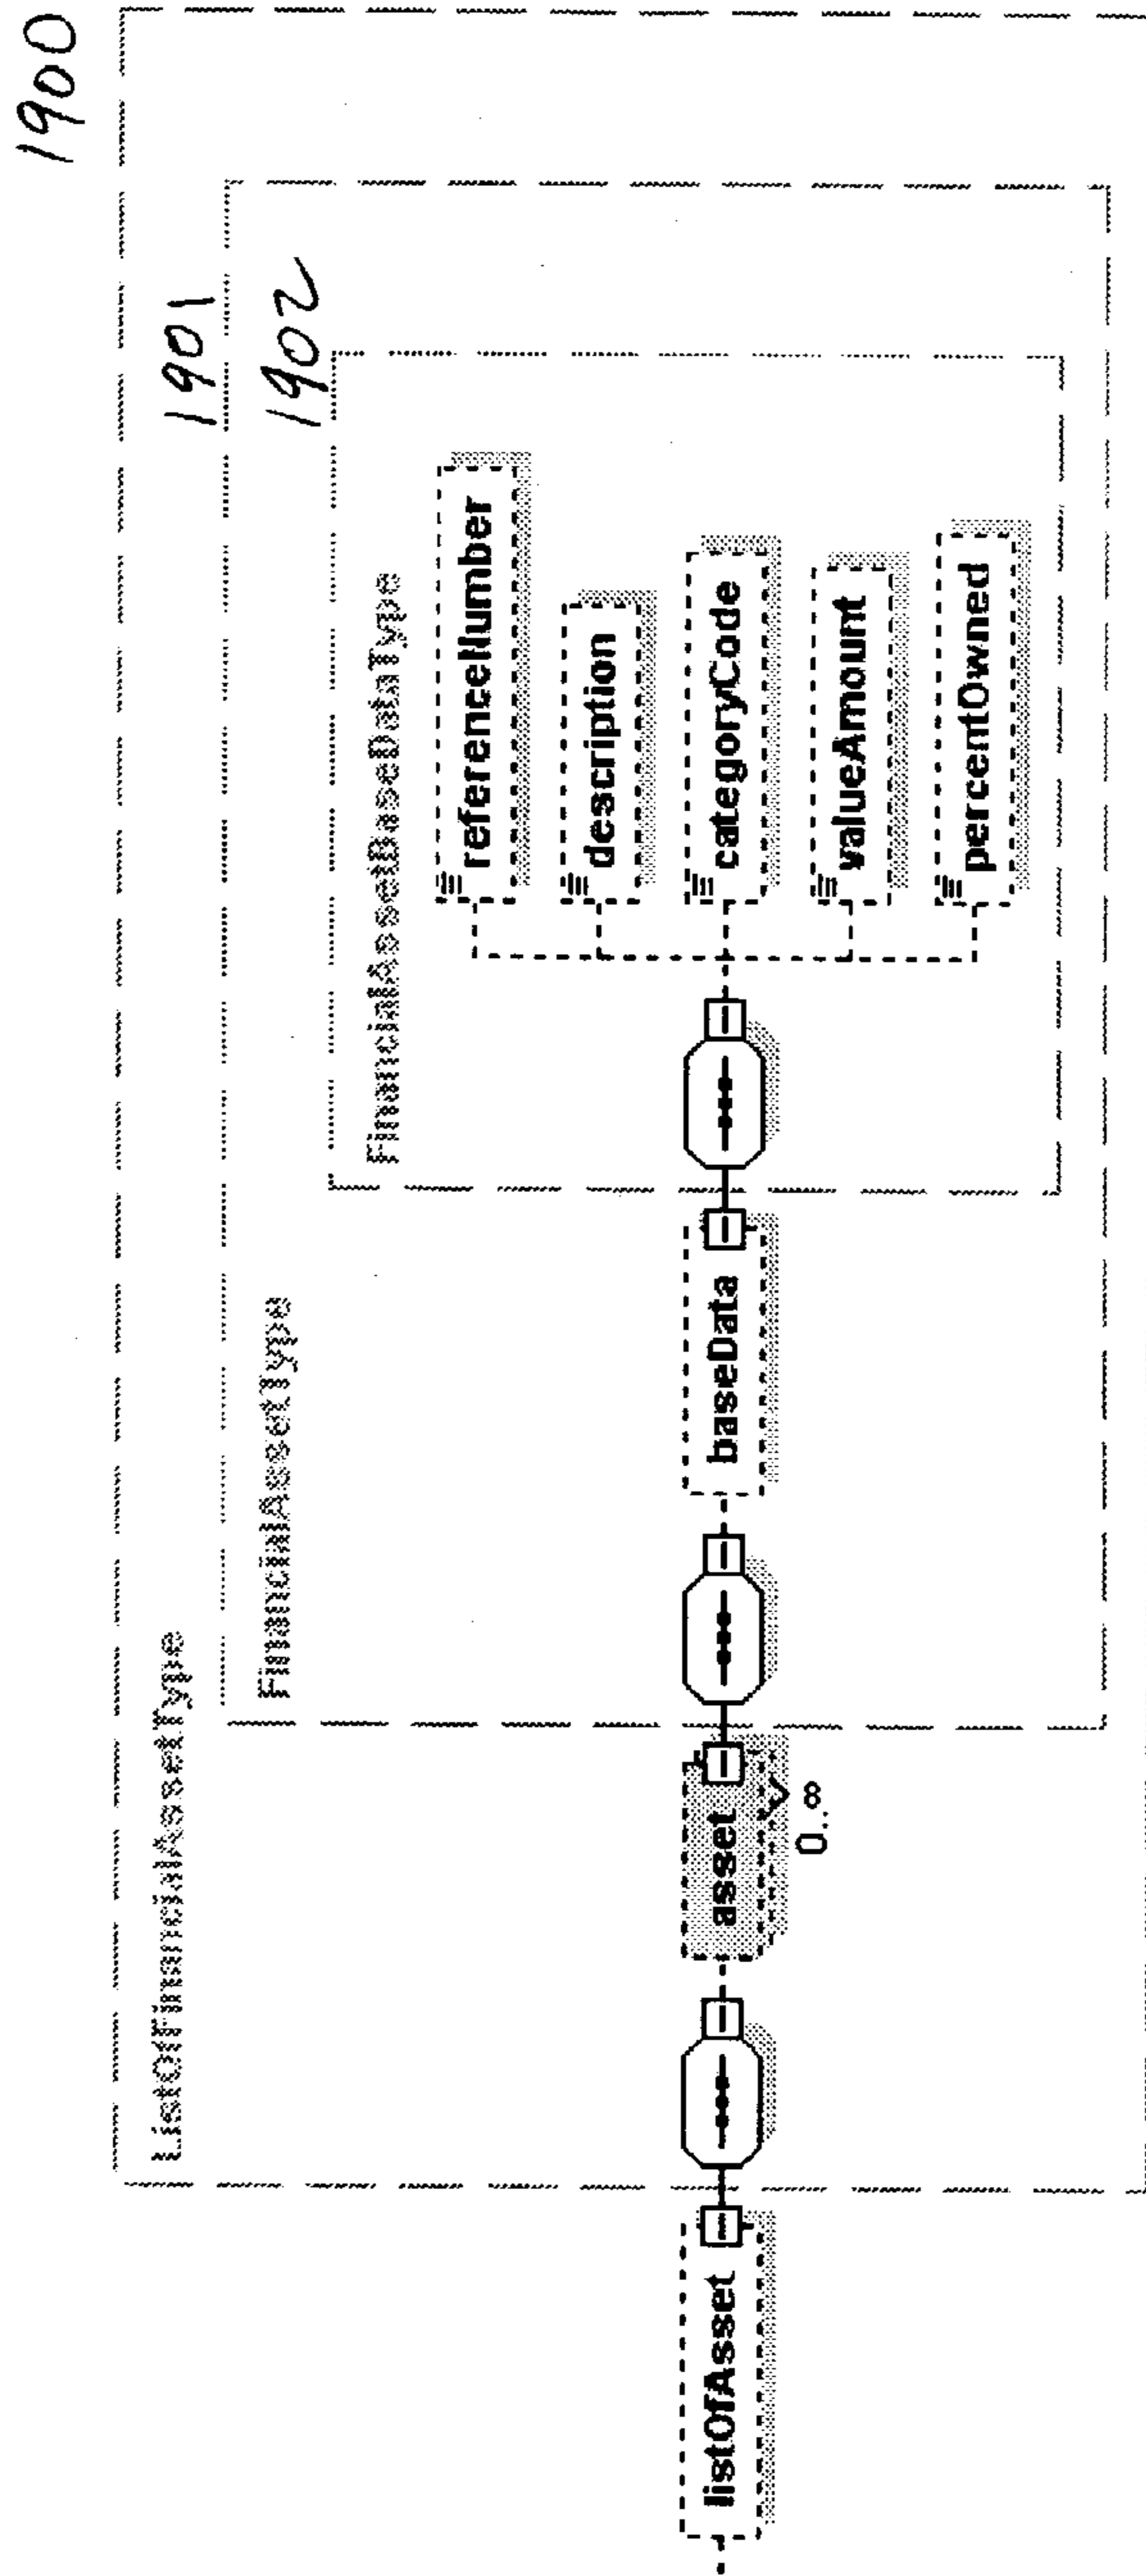 1900
ListOfFinancialAssetType
1901
FinancialAssetType
1902
FinancialAssetBaseDataType
referenceNumber
description
listOfAsset
asset
baseData
categoryCode
0..∞
valueAmount
percentOwned